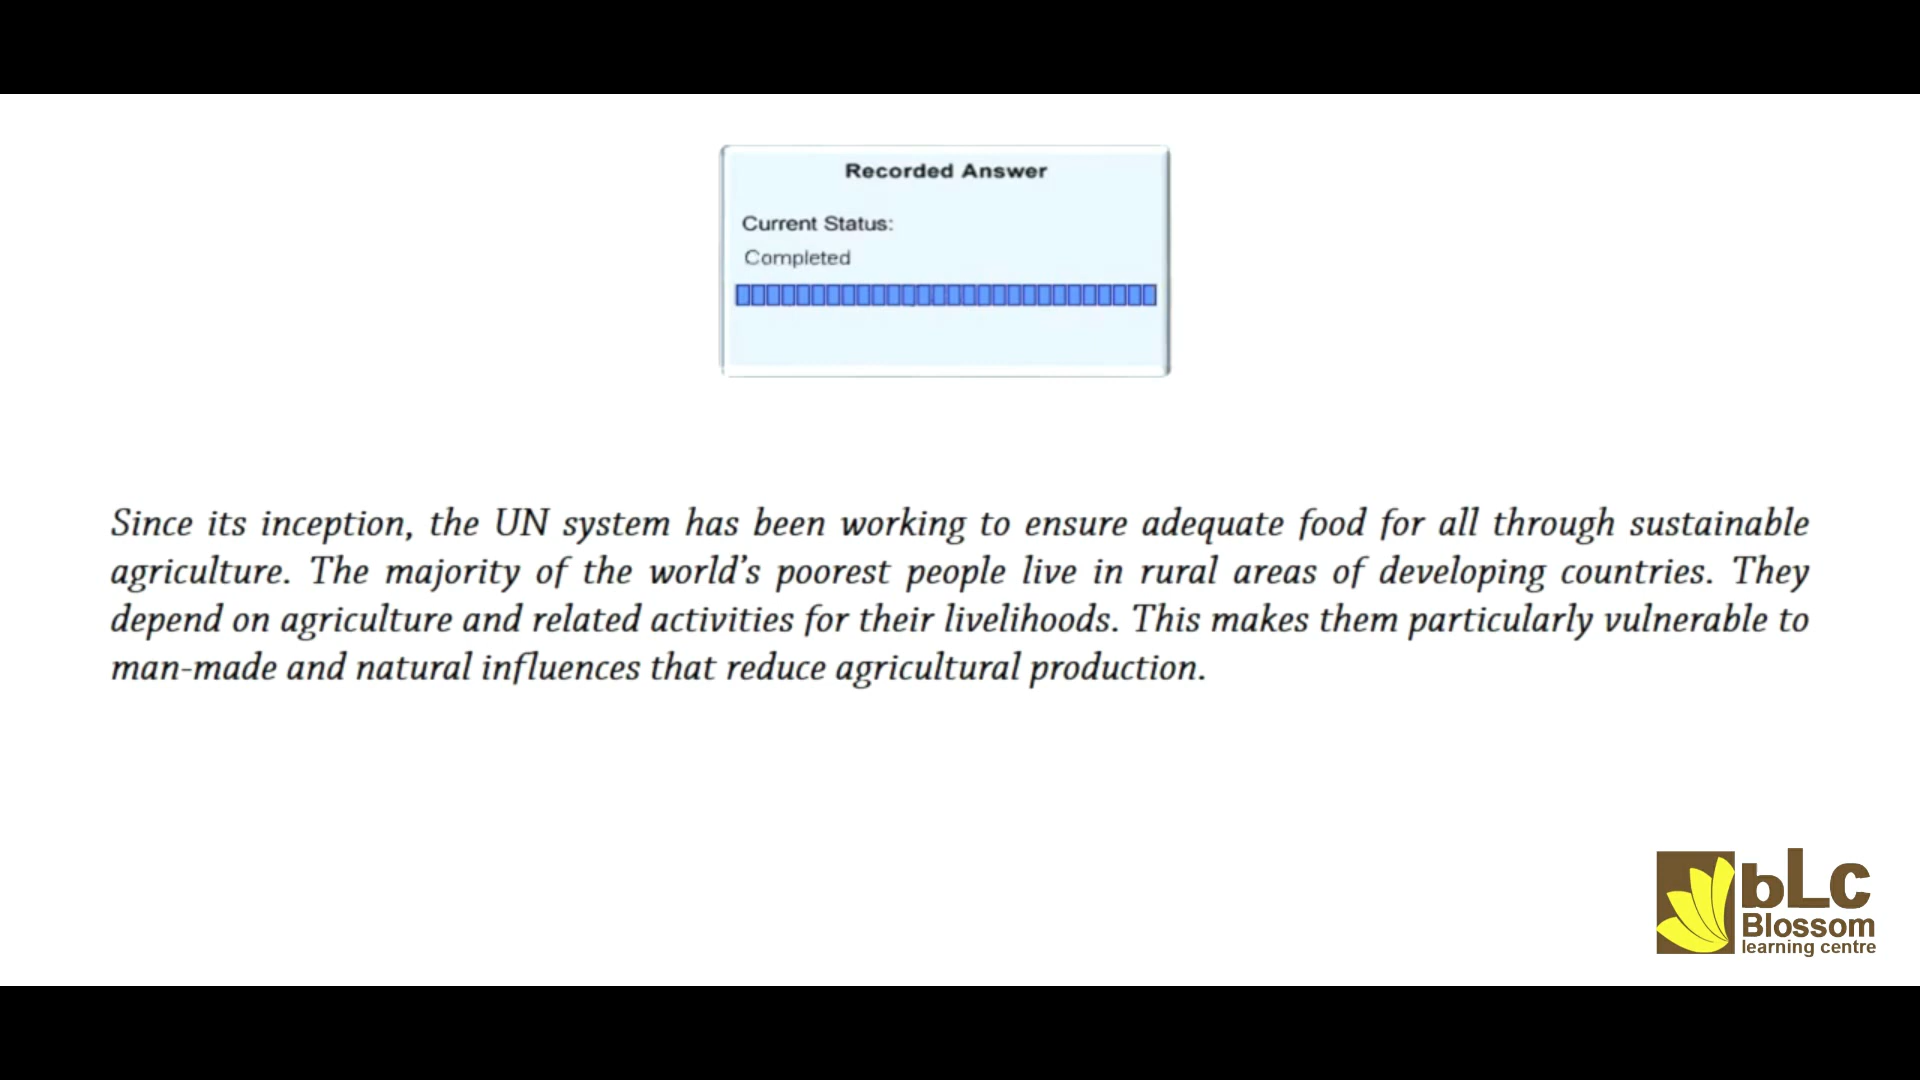 Recorded Answer
Current Status:
Completed
Since its inception, the UN system has been working to ensure adequate food for all through sustainable
agriculture. The majority of the world’s poorest people live in rural areas of developing countries. They
depend on agriculture and related activities for their livelihoods. This makes them particularly vulnerable to
man-made and natural influences that reduce agricultural production.
bLc
Blossom
learning centre